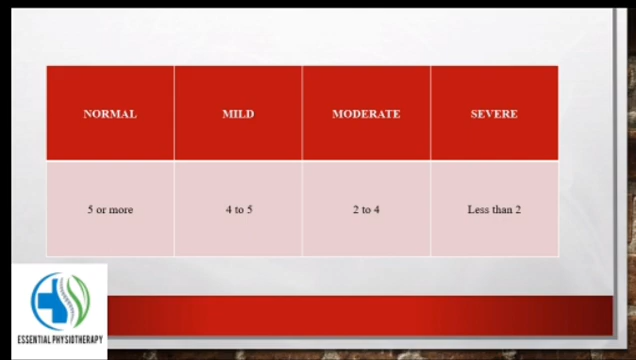 NORMAL MILD MODERATE SEVERE
5 or more 4 to 5 2 to 4 Less than 2
ESSENTIAL PHYSIOTHERAPY